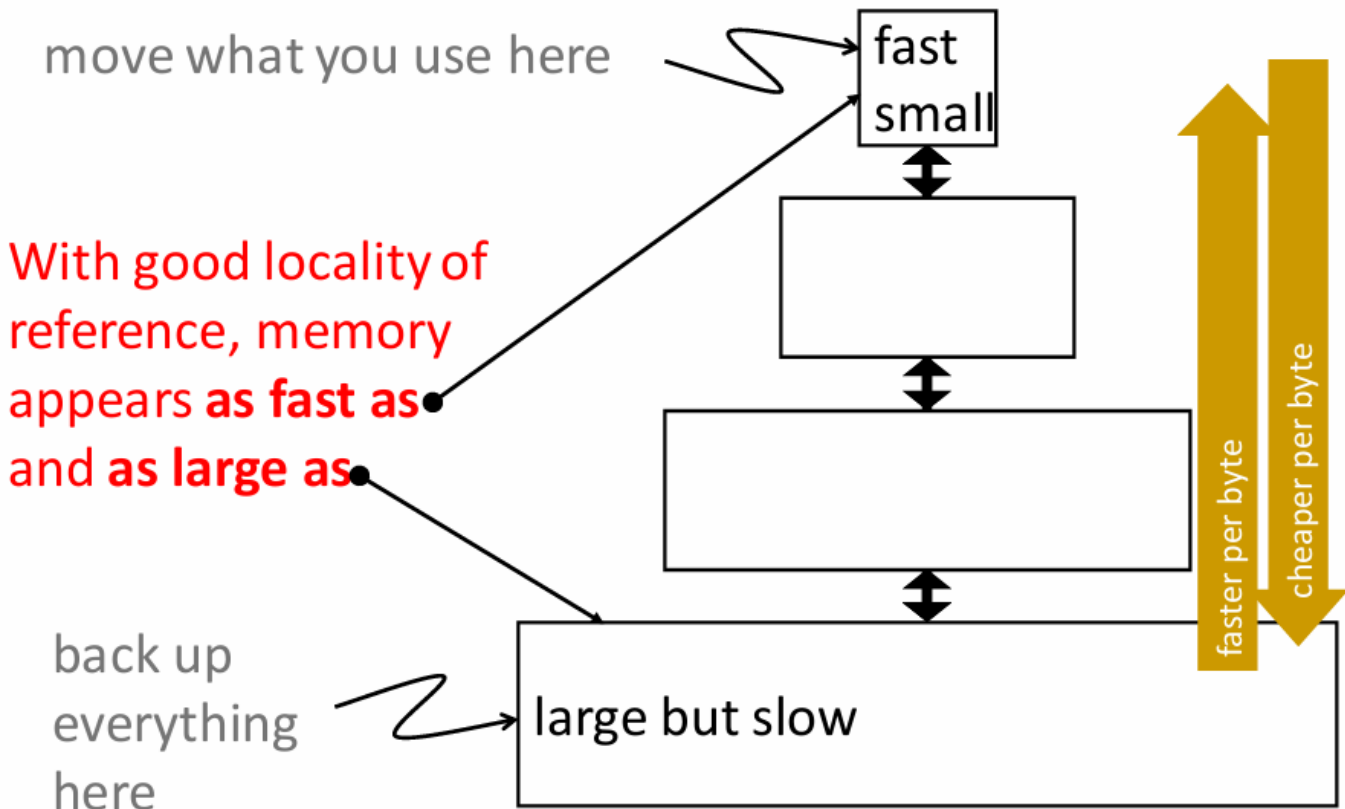 move what you use here
fast
small
With good locality of
reference, memory
appears as fast as
and as large as
faster per byte
cheaper per byte
back up
everything
here
large but slow